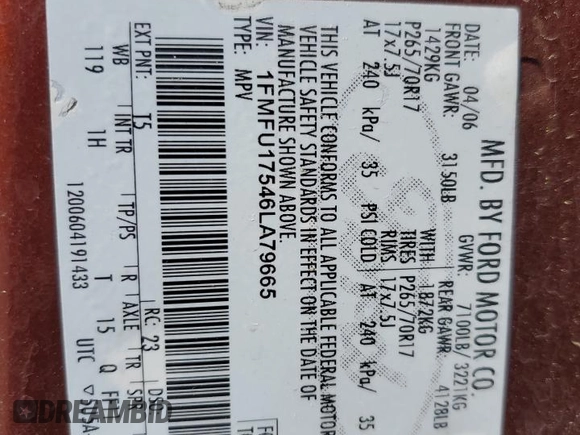 MFD. BY FORD MOTOR CO.
DATE: 04/06 GVWR: 7100LB/ 3221KG
FRONT GAWR: 3150LB REAR GAWR: 4128LB
1429KG WITH 1872KG
P265/70R17 TIRES P265/70R17
17x7.5J RIMS 17x7.5J
AT 240 kPa/ 35 PSI COLD AT 240 kPa/ 35
THIS VEHICLE CONFORMS TO ALL APPLICABLE FEDERAL MOTOR
VEHICLE SAFETY STANDARDS IN EFFECT ON THE DATE OF
MANUFACTURE SHOWN ABOVE.
VIN: 1FMFU17546LA79665
TYPE: MPV
EXT PNT: T5 RC: 23
WB INT TR TP/PS R AXLE TR
119 1H T 15 Q
1200604191433 UTC
DREAMBID